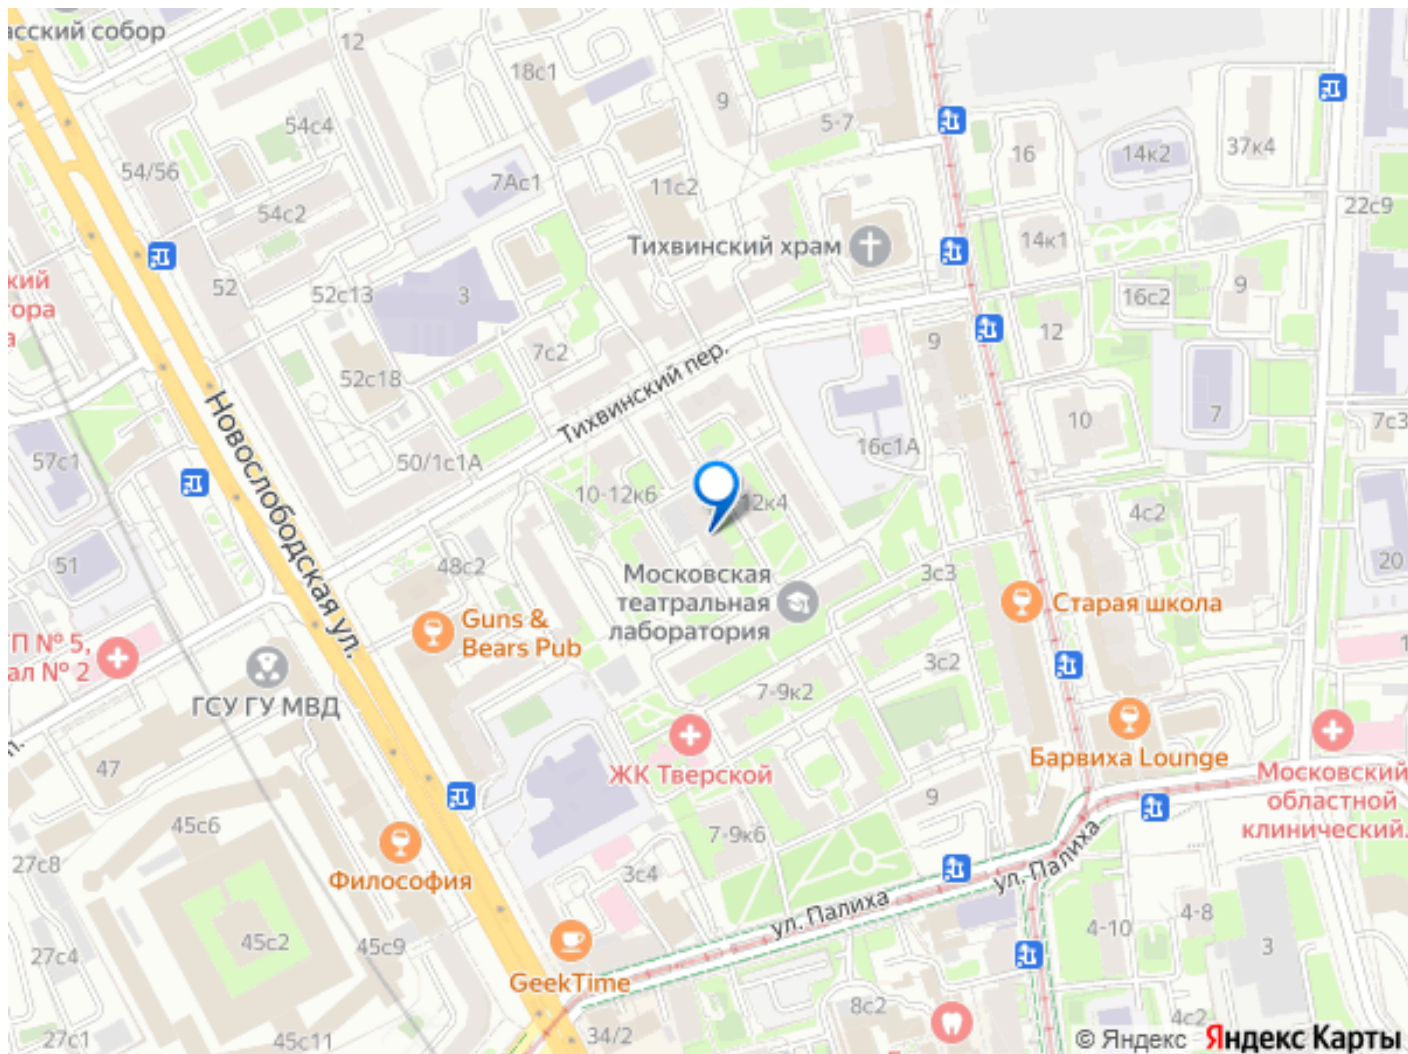 асский собор
12
18с1
9
5-7
54с4
54/56
7Ас1
11с2
16
14к2
37к4
54с2
22с9
Тихвинский храм
14к1
52
52с13
3
кий
тора
а
16с2
9
12
9
7с2
52с18
Тихвинский пер.
Новослободская ул.
10
7
7с3
16с1А
57с1
50/1с1А
10-12к6
12к4
4с2
51
48с2
20
3с3
Московская
театральная
лаборатория
Guns &
Bears Pub
Старая школа
П № 5,
ал № 2
3с2
ГСУ ГУ МВД
7-9к2
п.
47
ЖК Тверской
Барвиха Lounge
Московский
областной
клинический.
9
45с6
7-9к6
27с8
3с4
Философия
ул. Палиха
ул. Палиха
4-8
4-10
3
45с2
45с9
27с4
GeekTime
8с2
4с2
27с1
45с11
34/2
© Яндекс Яндекс Карты